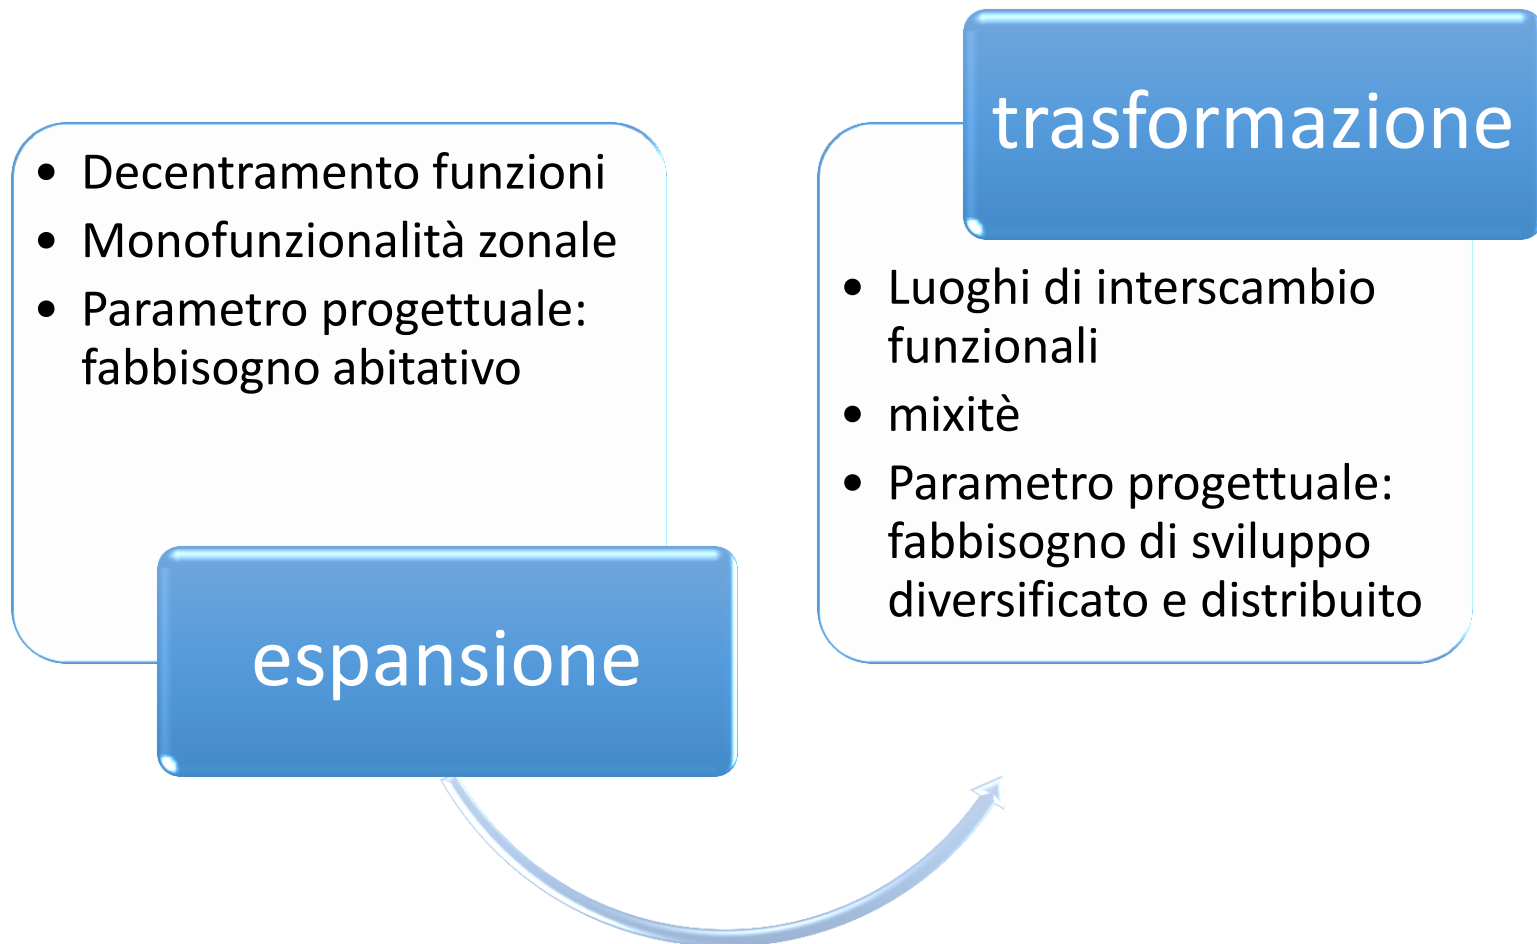 • Decentramento funzioni
• Monofunzionalità zonale
• Parametro progettuale:
fabbisogno abitativo
espansione
trasformazione
• Luoghi di interscambio
funzionali
• mixitè
• Parametro progettuale:
fabbisogno di sviluppo
diversificato e distribuito